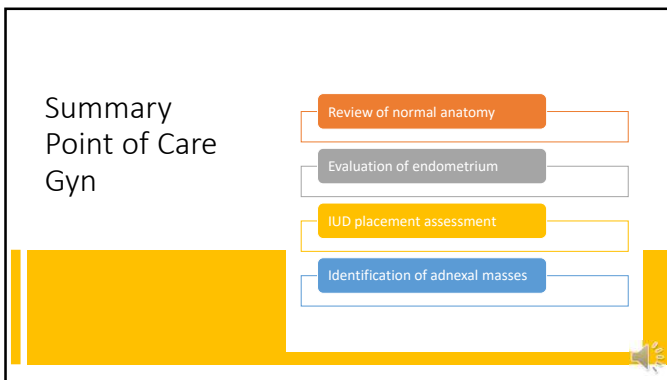 Summary
Point of Care
Gyn
Review of normal anatomy
Evaluation of endometrium
IUD placement assessment
Identification of adnexal masses